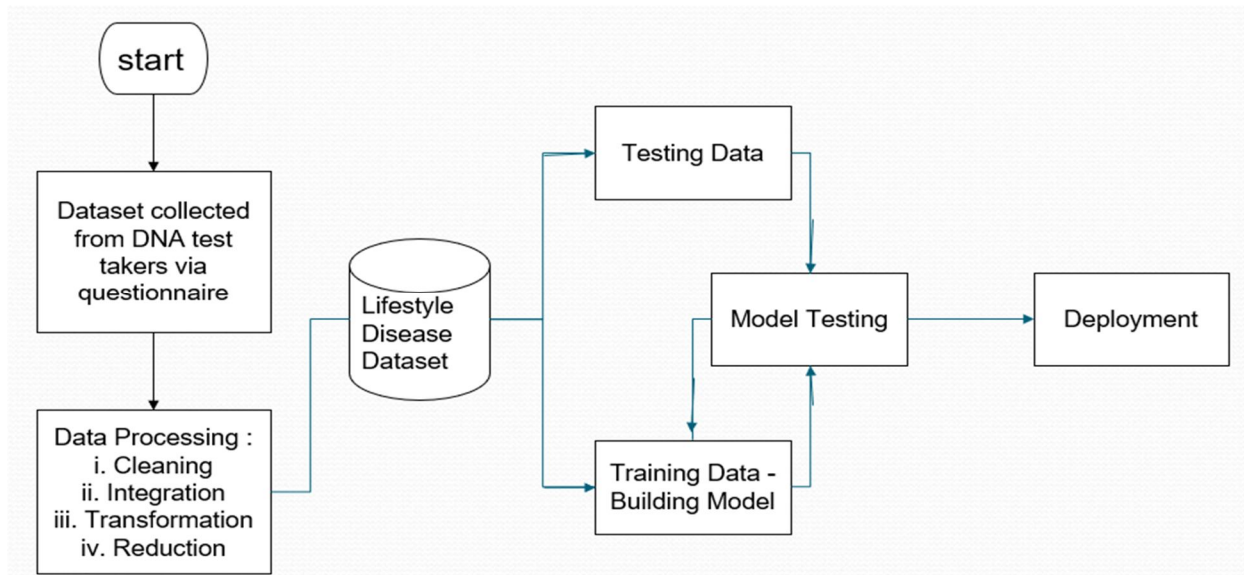 start
Dataset collected
from DNA test
takers via
questionnaire
Data Processing :
i. Cleaning
ii. Integration
iii. Transformation
iv. Reduction
Lifestyle
Disease
Dataset
Testing Data
Model Testing
Training Data -
Building Model
Deployment